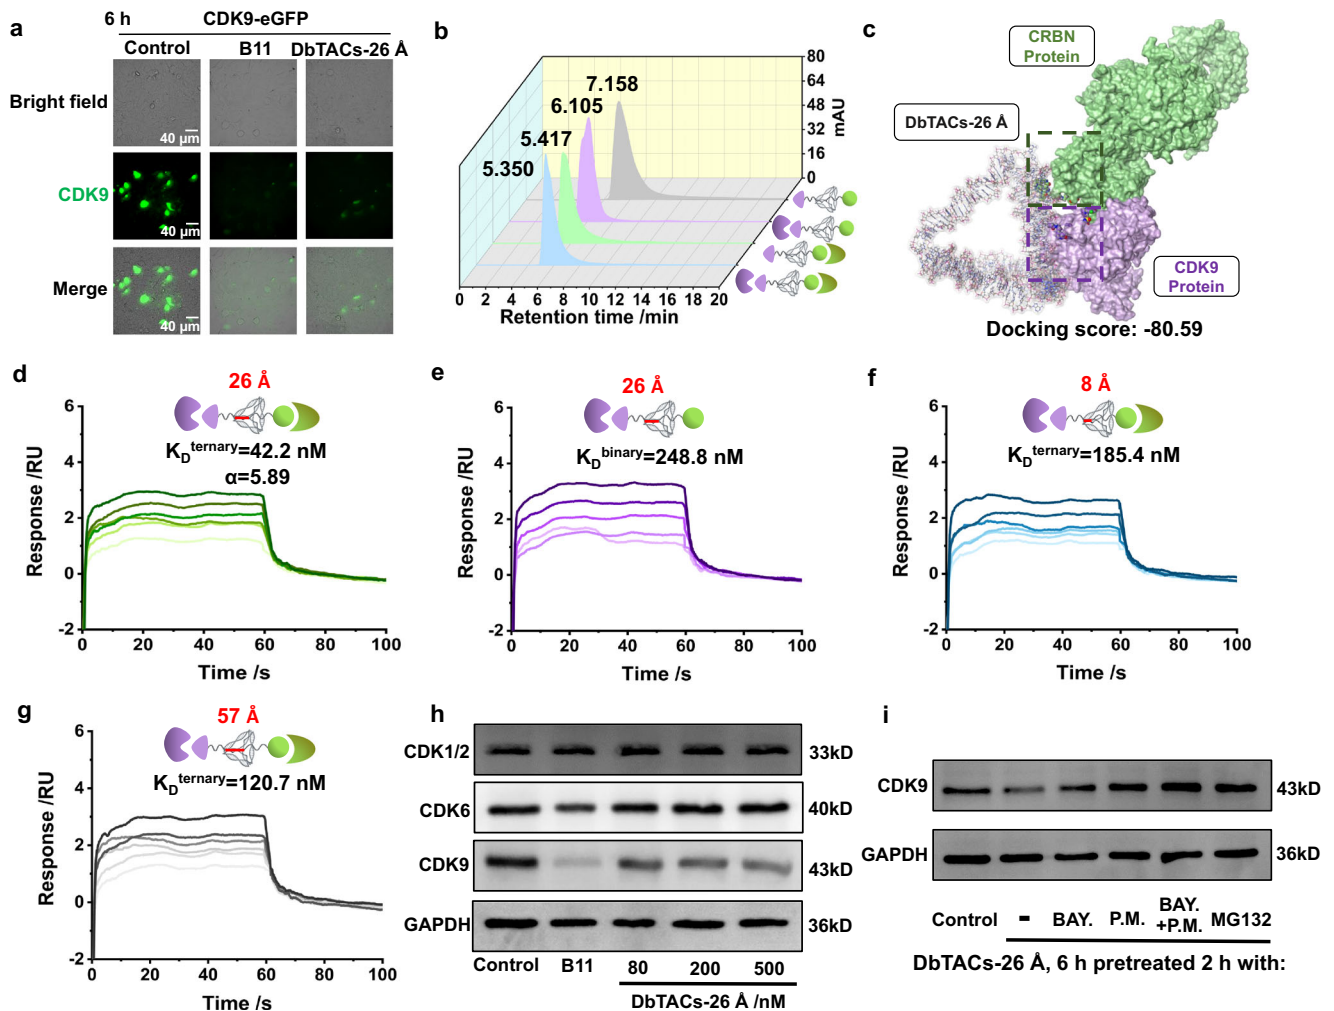 a
6 h
CDK9-eGFP
Control
B11
DbTACs-26 Å
Bright field
40 µm
CDK9
40 µm
Merge
40 µm
b
80
64
48
32
16
0
mAU
7.158
6.105
5.417
5.350
0 2 4 6 8 10 12 14 16 18 20
Retention time /min
c
CRBN
Protein
DbTACs-26 Å
CDK9
Protein
Docking score: -80.59
d
26 Å
K_D^ternary=42.2 nM
α=5.89
Response /RU
6
4
2
0
-2
0 20 40 60 80 100
Time /s
e
26 Å
K_D^binary=248.8 nM
Response /RU
6
4
2
0
-2
0 20 40 60 80 100
Time /s
f
8 Å
K_D^ternary=185.4 nM
Response /RU
6
4
2
0
-2
0 20 40 60 80 100
Time /s
g
57 Å
K_D^ternary=120.7 nM
Response /RU
6
4
2
0
-2
0 20 40 60 80 100
Time /s
h
CDK1/2 33kD
CDK6 40kD
CDK9 43kD
GAPDH 36kD
Control B11 80 200 500
DbTACs-26 Å /nM
i
CDK9 43kD
GAPDH 36kD
Control - BAY. P.M. BAY. +P.M. MG132
DbTACs-26 Å, 6 h pretreated 2 h with: